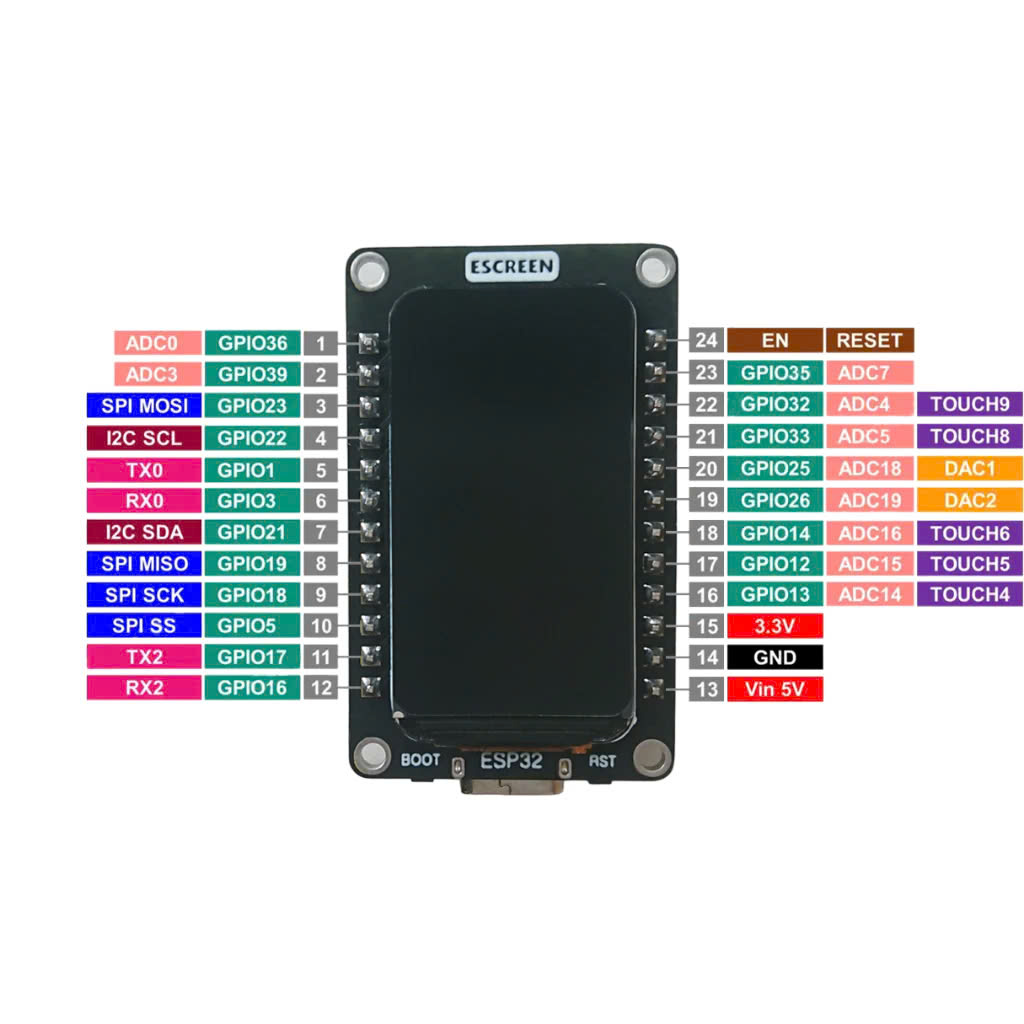 ESCREEN
ADC0 GPIO36 1
ADC3 GPIO39 2
SPI MOSI GPIO23 3
I2C SCL GPIO22 4
TX0 GPIO1 5
RX0 GPIO3 6
I2C SDA GPIO21 7
SPI MISO GPIO19 8
SPI SCK GPIO18 9
SPI SS GPIO5 10
TX2 GPIO17 11
RX2 GPIO16 12
24 EN RESET
23 GPIO35 ADC7
22 GPIO32 ADC4 TOUCH9
21 GPIO33 ADC5 TOUCH8
20 GPIO25 ADC18 DAC1
19 GPIO26 ADC19 DAC2
18 GPIO14 ADC16 TOUCH6
17 GPIO12 ADC15 TOUCH5
16 GPIO13 ADC14 TOUCH4
15 3.3V
14 GND
13 Vin 5V
BOOT ESP32 RST